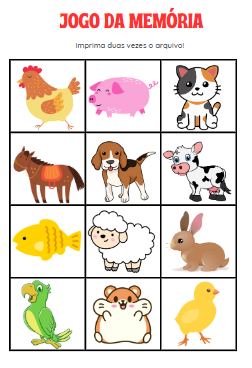 JOGO DA MEMÓRIA
Imprima duas vezes o arquivo!